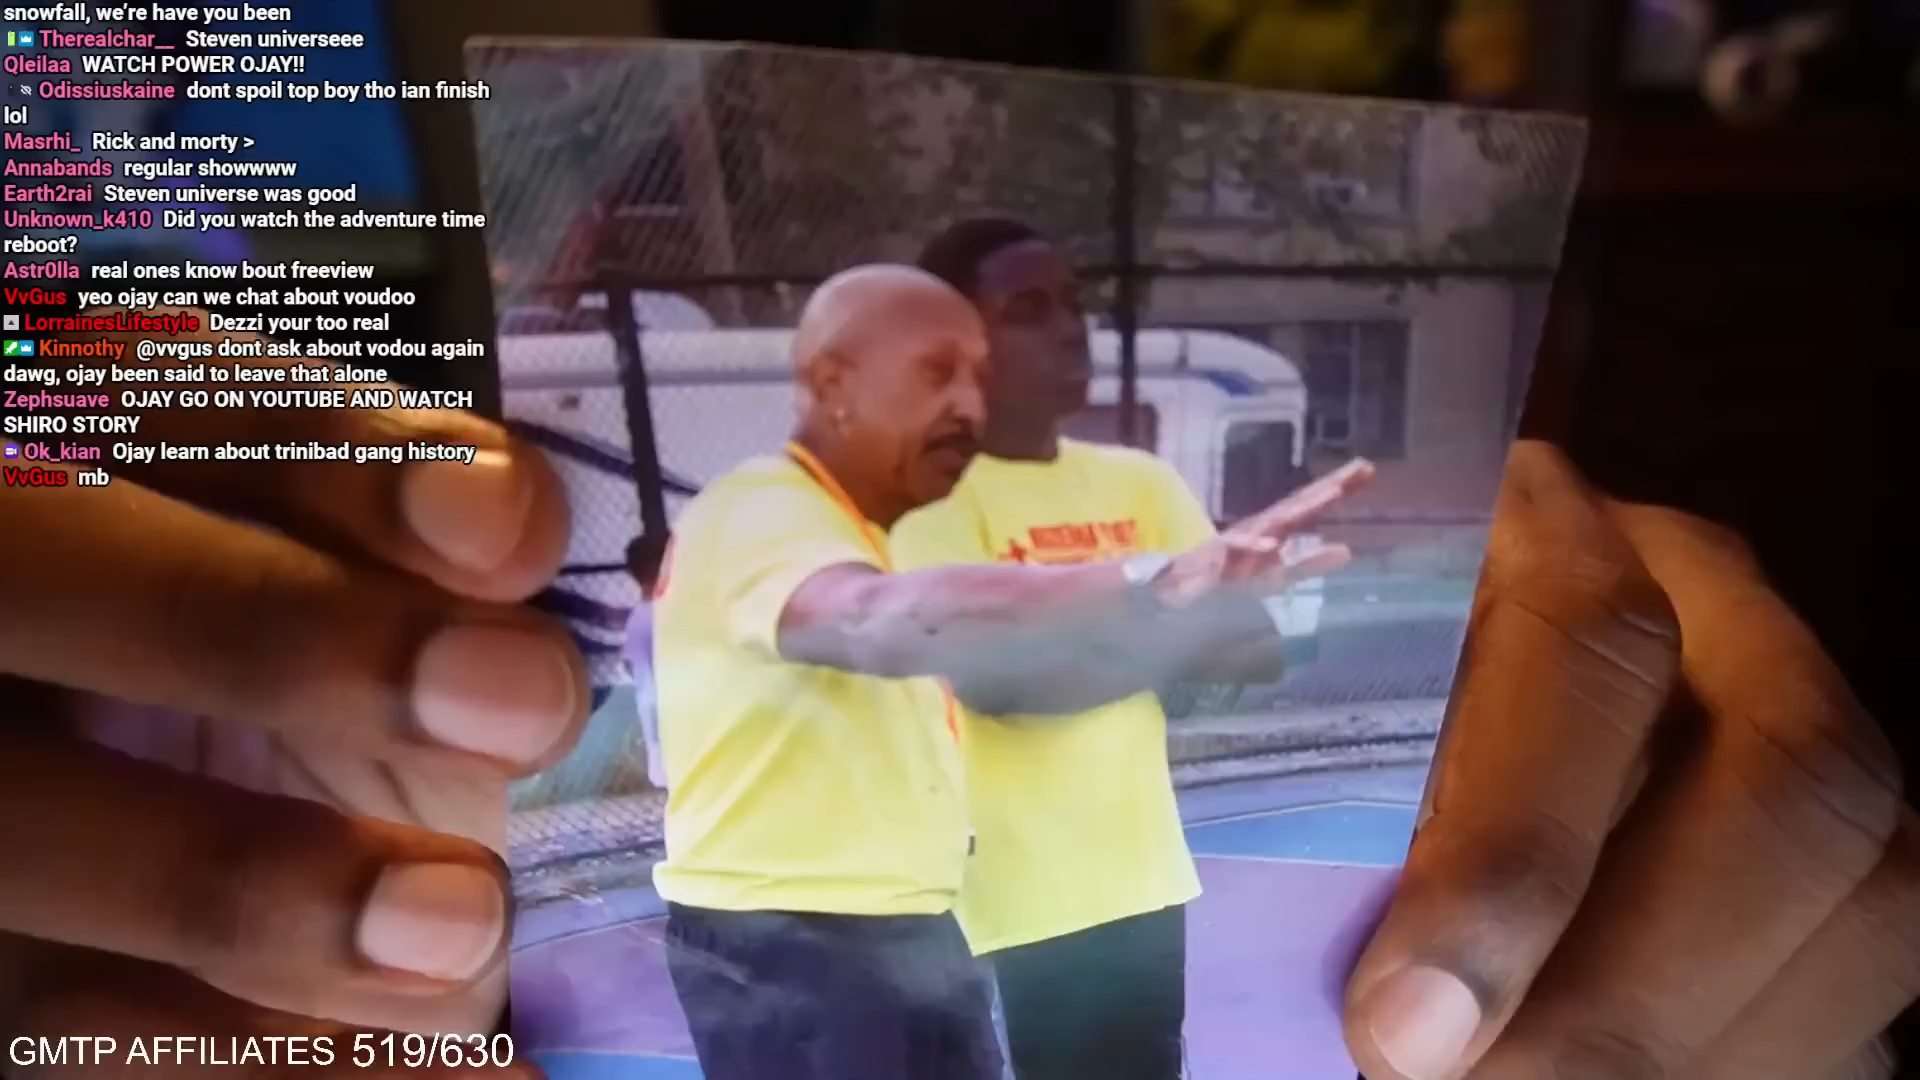 snowfall, we’re have you been
Therealchar__ Steven universeee
Qleilaa WATCH POWER OJAY!!
Odissiuskaine dont spoil top boy tho ian finish
lol
Masrhi_ Rick and morty >
Annabands regular showwww
Earth2rai Steven universe was good
Unknown_k410 Did you watch the adventure time
reboot?
Astr0lla real ones know bout freeview
VvGus yeo ojay can we chat about voudoo
LorrainesLifestyle Dezzi your too real
Kinnothy @vvgus dont ask about vodou again
dawg, ojay been said to leave that alone
Zephsuave OJAY GO ON YOUTUBE AND WATCH
SHIRO STORY
Ok_kian Ojay learn about trinibad gang history
VvGus mb
GMTP AFFILIATES 519/630